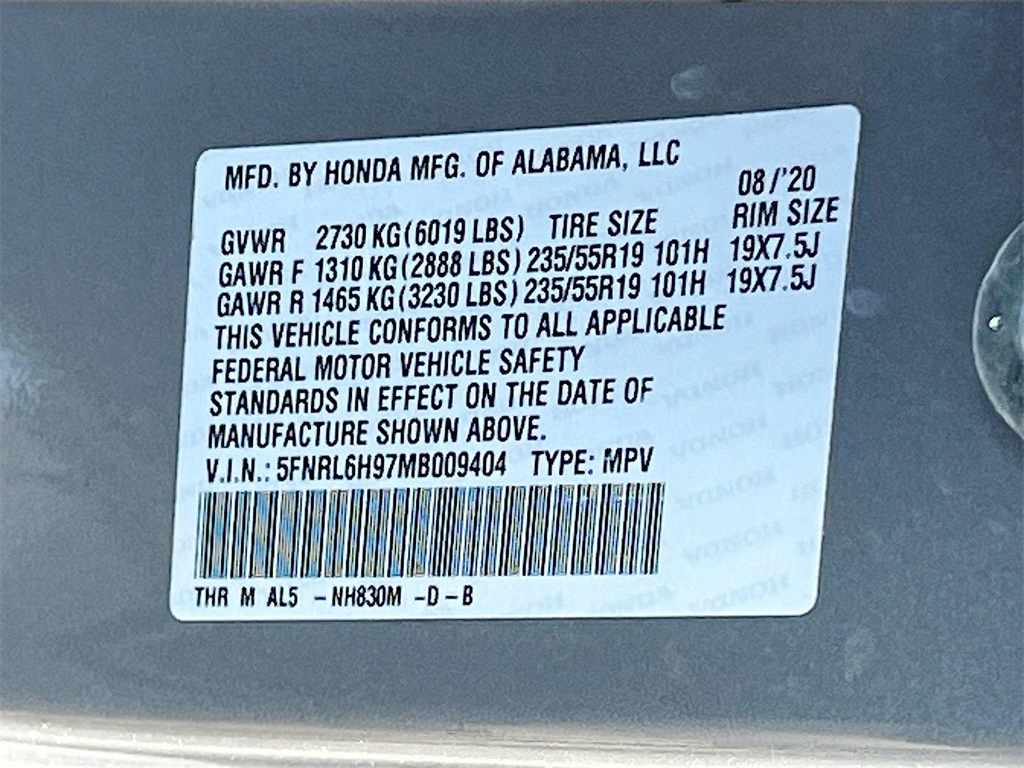 MFD. BY HONDA MFG. OF ALABAMA, LLC
08/'20
GVWR 2730 KG(6019 LBS) TIRE SIZE RIM SIZE
GAWR F 1310 KG(2888 LBS) 235/55R19 101H 19X7.5J
GAWR R 1465 KG(3230 LBS) 235/55R19 101H 19X7.5J
THIS VEHICLE CONFORMS TO ALL APPLICABLE
FEDERAL MOTOR VEHICLE SAFETY
STANDARDS IN EFFECT ON THE DATE OF
MANUFACTURE SHOWN ABOVE.
V.I.N.: 5FNRL6H97MB009404 TYPE: MPV
THR M AL5 -NH830M -D-B